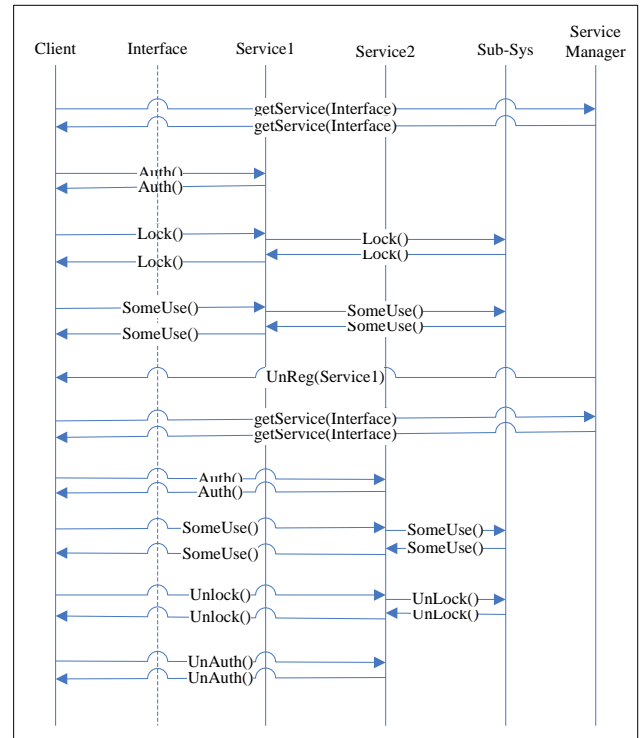 Client Interface Service1 Service2 Sub-Sys Service Manager
getService(Interface)
getService(Interface)
Auth()
Auth()
Lock()
Lock()
Lock()
Lock()
SomeUse()
SomeUse()
SomeUse()
SomeUse()
UnReg(Service1)
getService(Interface)
getService(Interface)
Auth()
Auth()
SomeUse()
SomeUse()
SomeUse()
SomeUse()
Unlock()
UnLock()
Unlock()
UnLock()
UnAuth()
UnAuth()